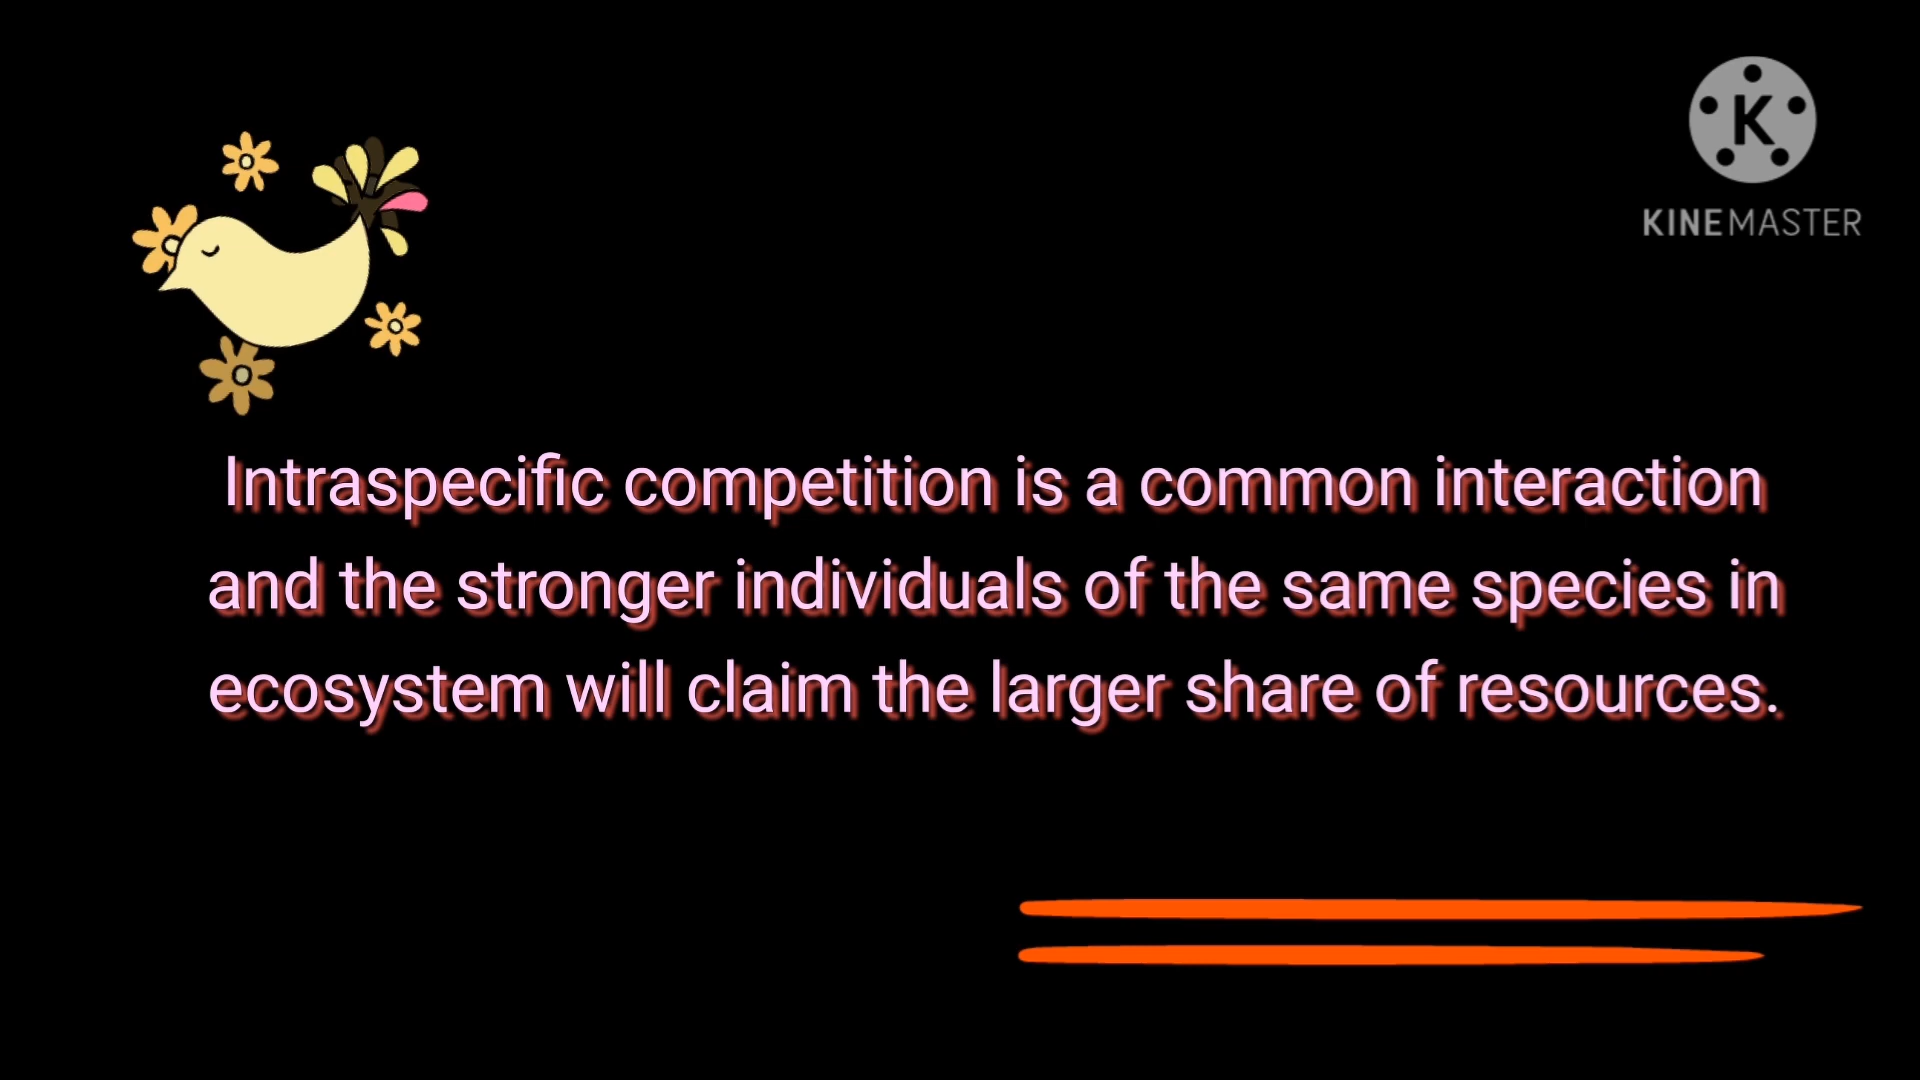 K
KINEMASTER
Intraspecific competition is a common interaction
and the stronger individuals of the same species in
ecosystem will claim the larger share of resources.